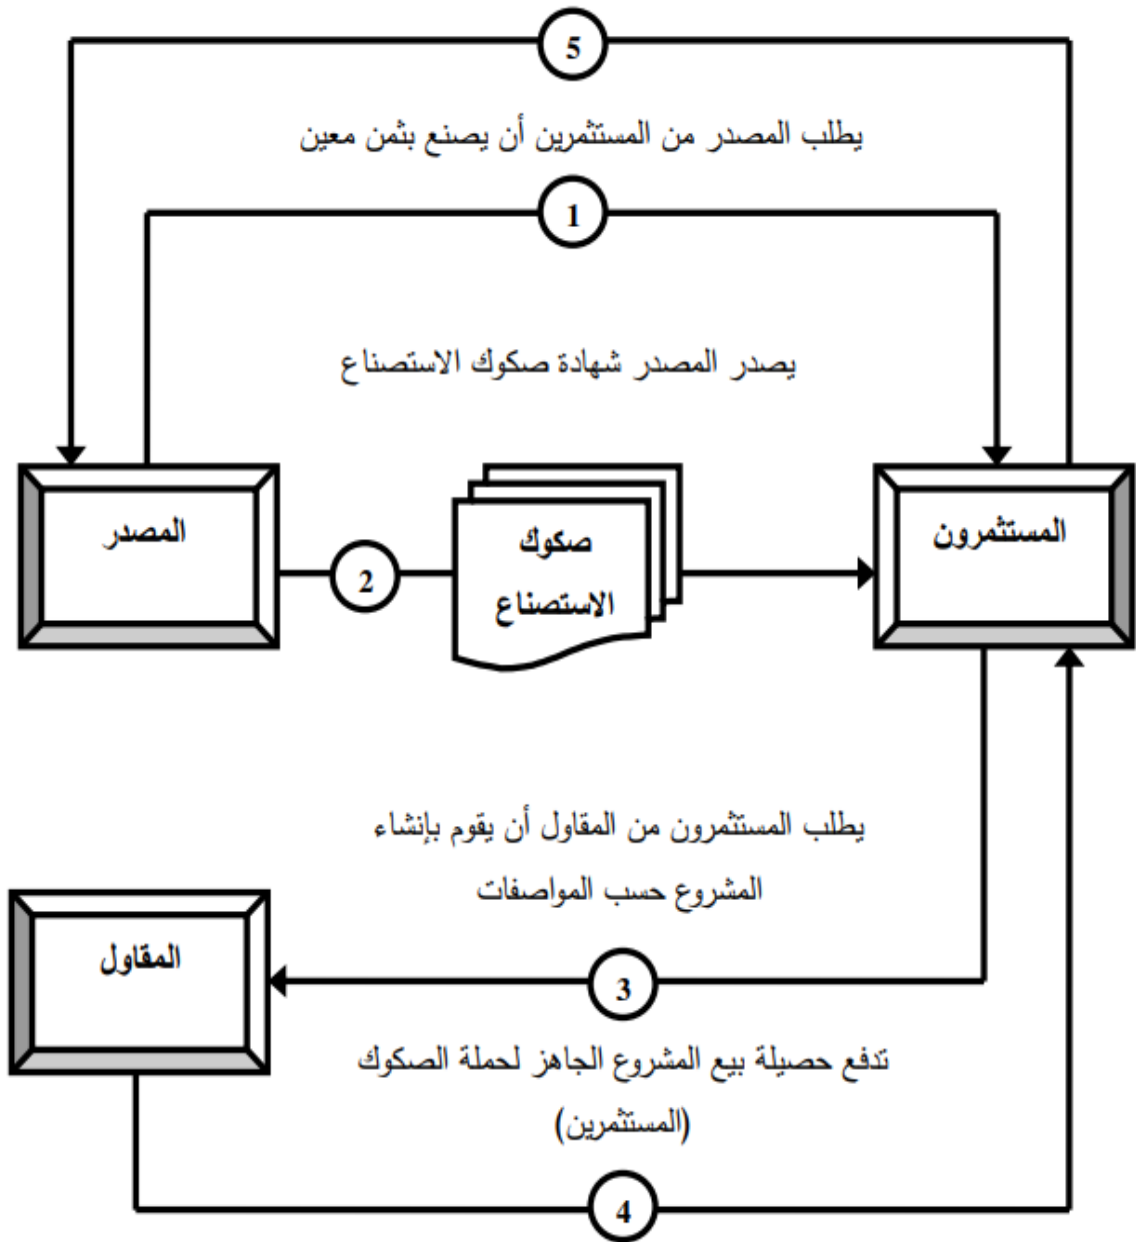 5
يطلب المصدر من المستثمرين أن يصنع بثمن معين
1
يصدر المصدر شهادة صكوك الاستصناع
المستثمرون
صكوك
الاستصناع
2
المصدر
يطلب المستثمرون من المقاول أن يقوم بإنشاء
المشروع حسب المواصفات
المقاول
3
تدفع حصيلة بيع المشروع الجاهز لحملة الصكوك
(المستثمرين)
4